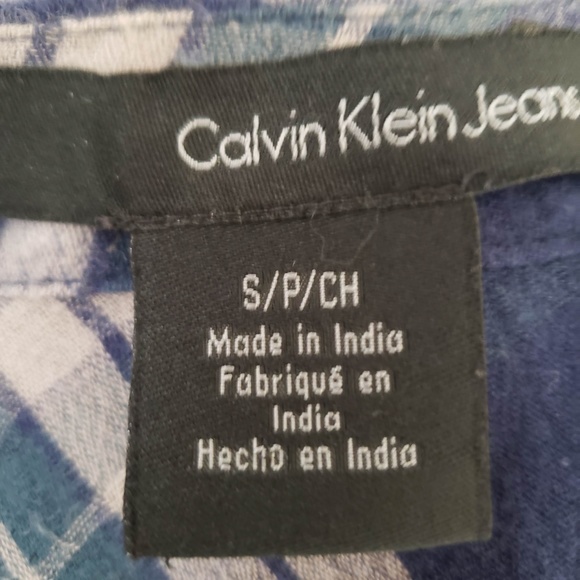 Calvin Klein Jeans
S/P/CH
Made in India
Fabriqué en
India
Hecho en India